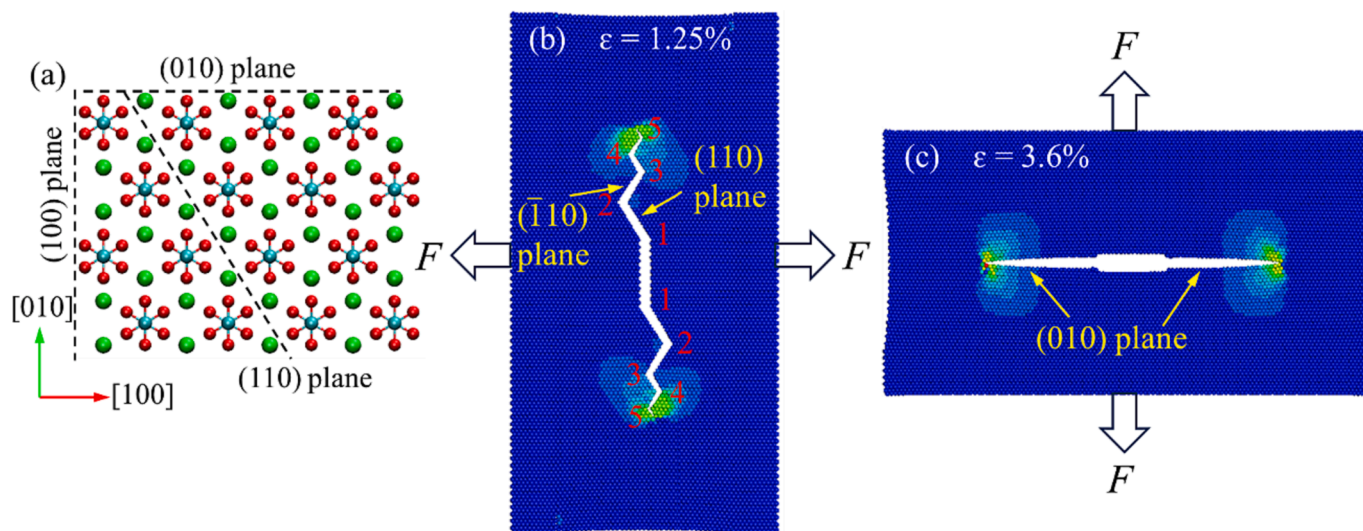 (a)
(010) plane
(100) plane
[010]
[100]
(110) plane
(b) ε = 1.25%
5
4
3
(110)
plane
(1̅10)
plane
2
1
F
F
1
2
3
4
5
F
(c) ε = 3.6%
(010) plane
F